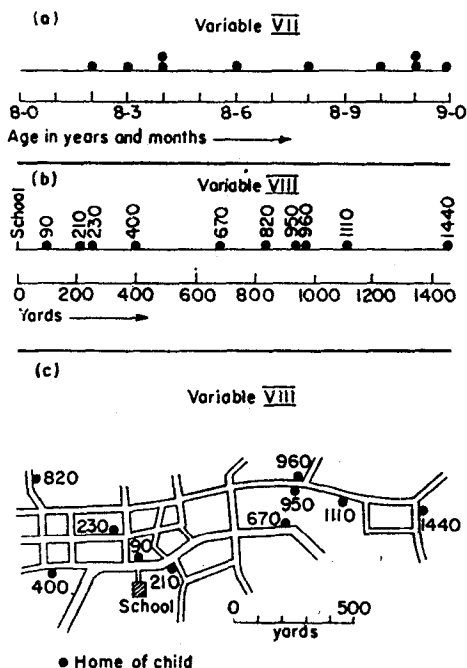 (a)
Variable VII
8-0 8-3 8-6 8-9 9-0
Age in years and months
(b)
Variable VIII
School 90 210 230 400 670 820 950 960 1110 1440
0 200 400 600 800 1000 1200 1400
Yards
(c)
Variable VIII
820
960
950
1110
1440
670
230
90
210
400
School
0 500
yards
Home of child